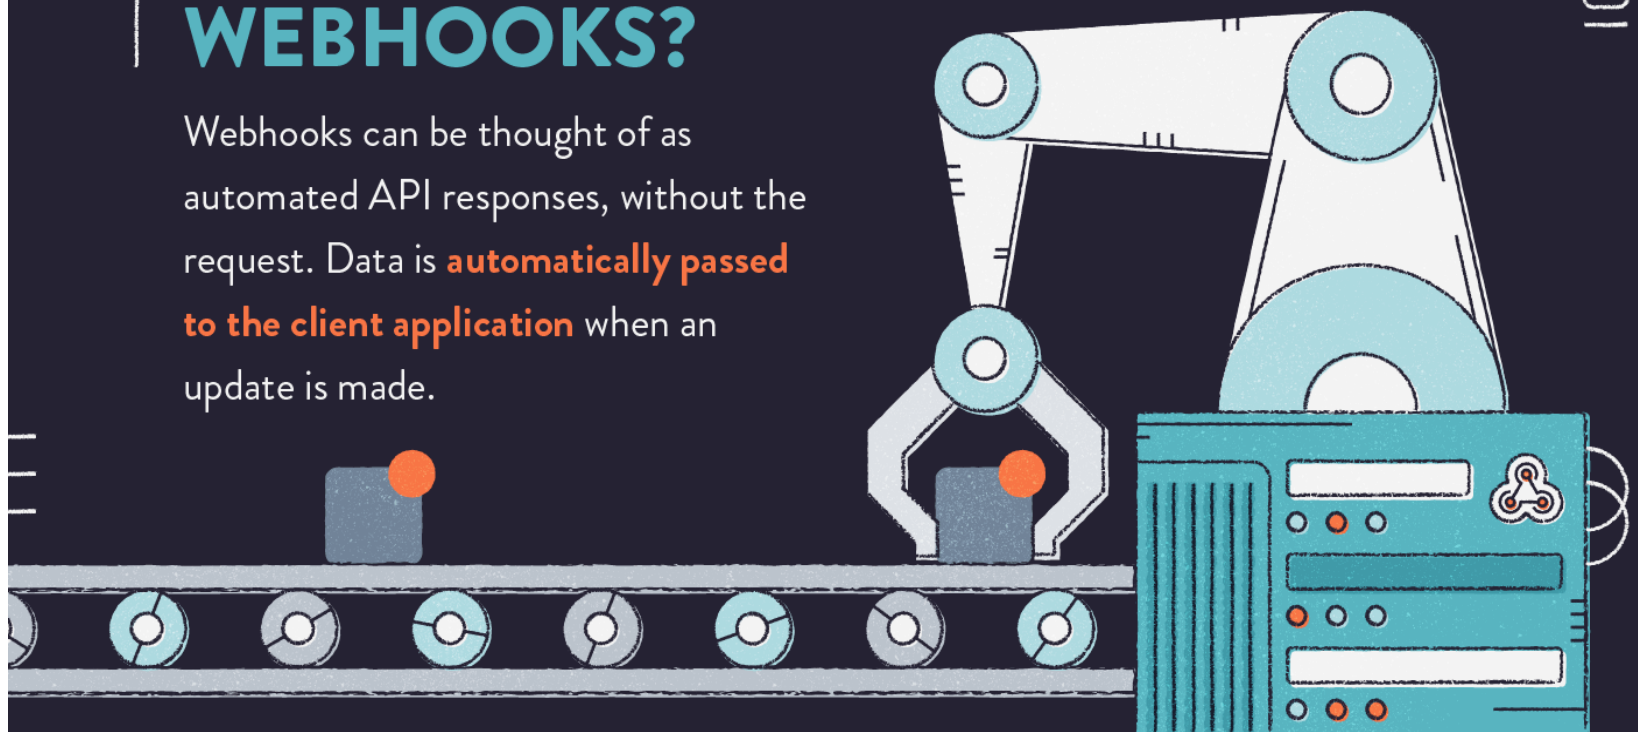 WEBHOOKS?
Webhooks can be thought of as
automated API responses, without the
request. Data is automatically passed
to the client application when an
update is made.